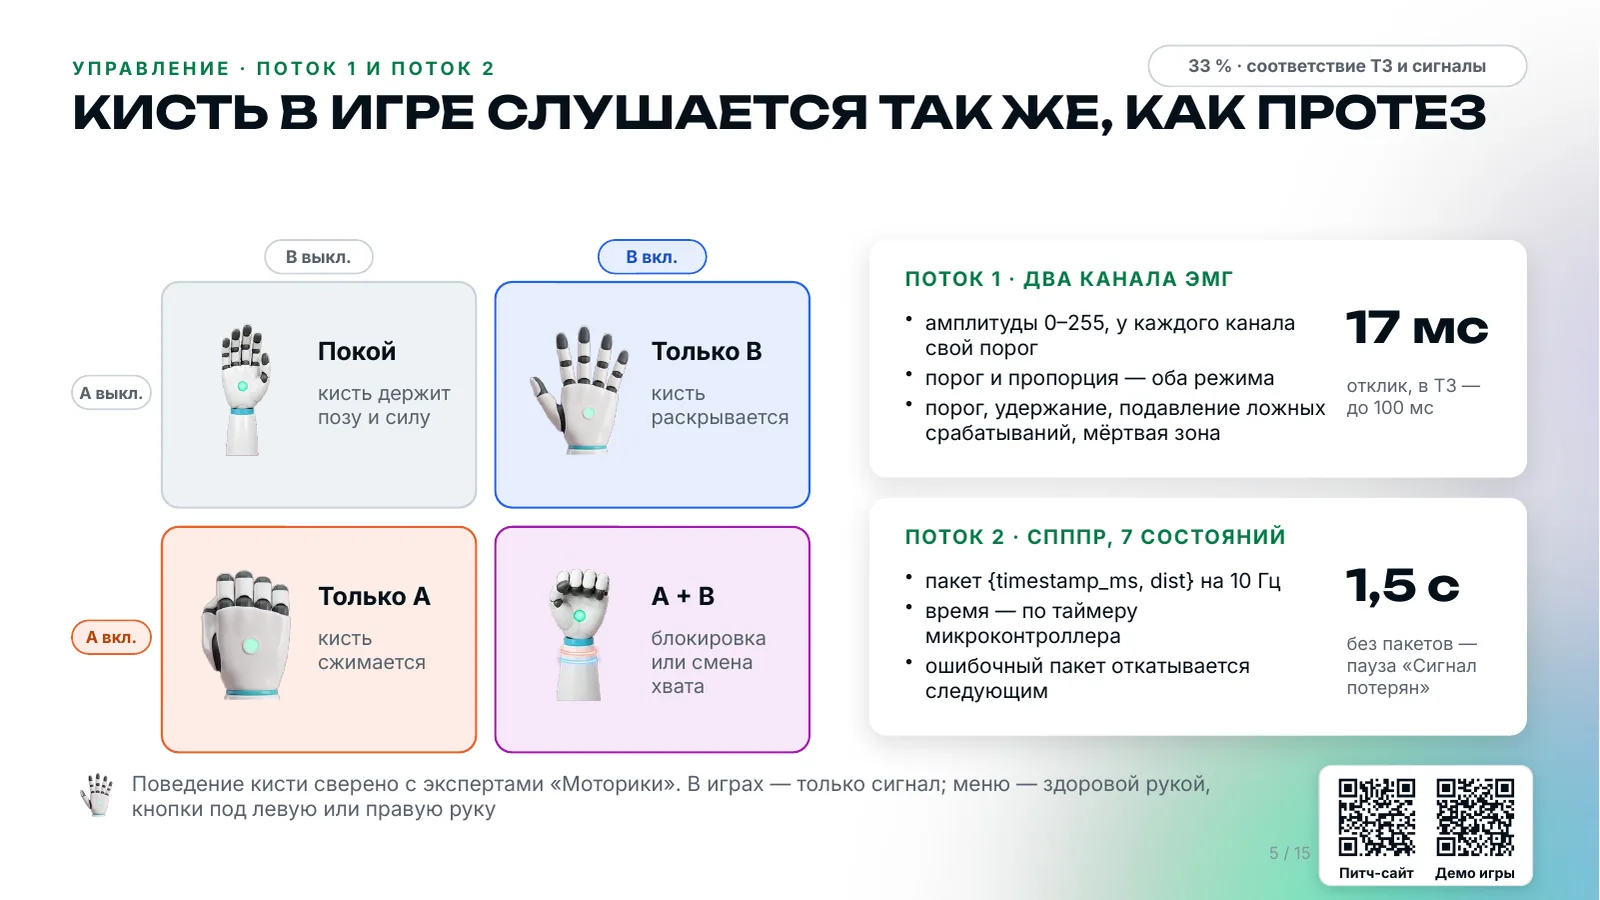 УПРАВЛЕНИЕ · ПОТОК 1 И ПОТОК 2
33 % · соответствие ТЗ и сигналы
КИСТЬ В ИГРЕ СЛУШАЕТСЯ ТАК ЖЕ, КАК ПРОТЕЗ
В выкл.
В вкл.
А выкл.
Покой
кисть держит
позу и силу
Только В
кисть
раскрывается
А вкл.
Только А
кисть
сжимается
А + В
блокировка
или смена
хвата
ПОТОК 1 · ДВА КАНАЛА ЭМГ
• амплитуды 0–255, у каждого канала
свой порог
• порог и пропорция — оба режима
• порог, удержание, подавление ложных
срабатываний, мёртвая зона
17 мс
отклик, в ТЗ —
до 100 мс
ПОТОК 2 · СПППР, 7 СОСТОЯНИЙ
• пакет {timestamp_ms, dist} на 10 Гц
• время — по таймеру
микроконтроллера
• ошибочный пакет откатывается
следующим
1,5 с
без пакетов —
пауза «Сигнал
потерян»
Поведение кисти сверено с экспертами «Моторики». В играх — только сигнал; меню — здоровой рукой,
кнопки под левую или правую руку
5 / 15
Питч-сайт
Демо игры